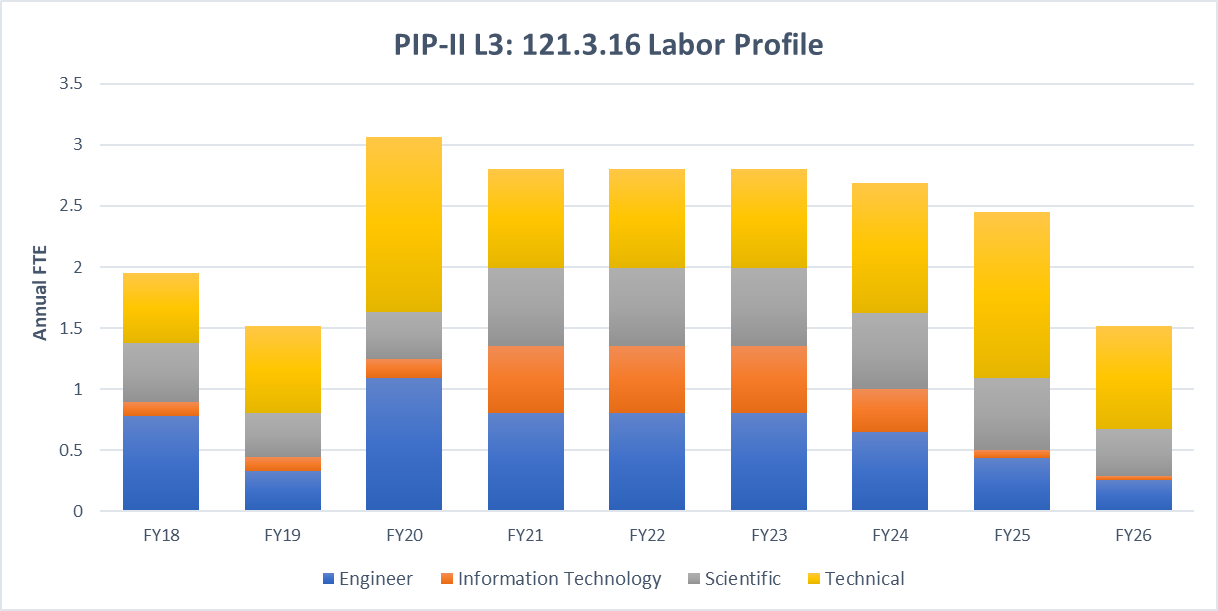 PIP-II L3: 121.3.16 Labor Profile
3.5
3
2.5
2
1.5
1
0.5
0
Annual FTE
FY18 FY19 FY20 FY21 FY22 FY23 FY24 FY25 FY26
Engineer Information Technology Scientific Technical